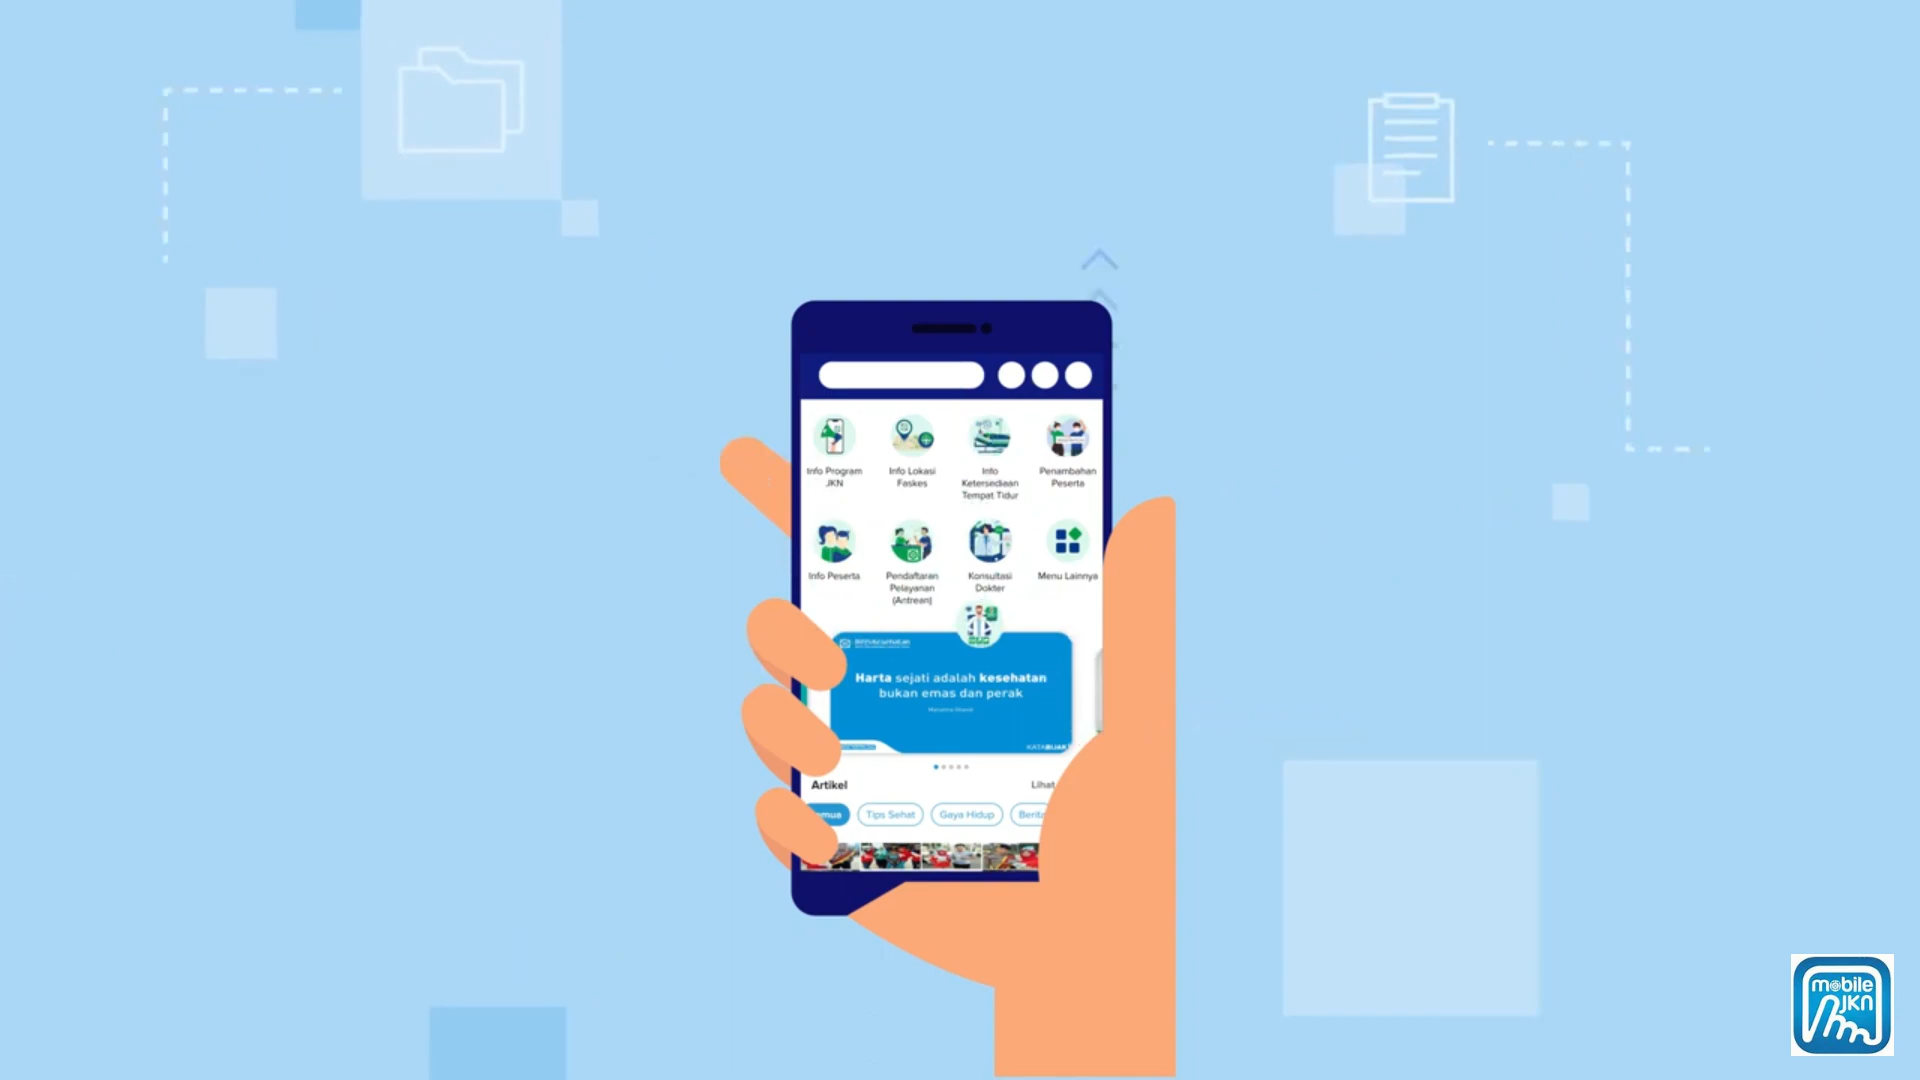 Info Program
JKN
Info Lokasi
Faskes
Info
Ketersediaan
Tempat Tidur
Penambahan
Peserta
Info Peserta
Pendaftaran
Pelayanan
(Antrean)
Konsultasi
Dokter
Menu Lainnya
Harta sejati adalah kesehatan
bukan emas dan perak
Artikel
Lihat
Tips Sehat
Gaya Hidup
mobile
JKN